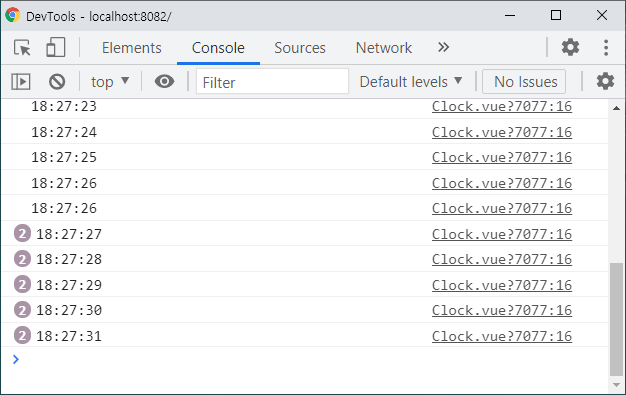 DevTools - localhost:8082/
Elements Console Sources Network
top Filter Default levels No Issues
18:27:23 Clock.vue?7077:16
18:27:24 Clock.vue?7077:16
18:27:25 Clock.vue?7077:16
18:27:26 Clock.vue?7077:16
18:27:26 Clock.vue?7077:16
2 18:27:27 Clock.vue?7077:16
2 18:27:28 Clock.vue?7077:16
2 18:27:29 Clock.vue?7077:16
2 18:27:30 Clock.vue?7077:16
2 18:27:31 Clock.vue?7077:16